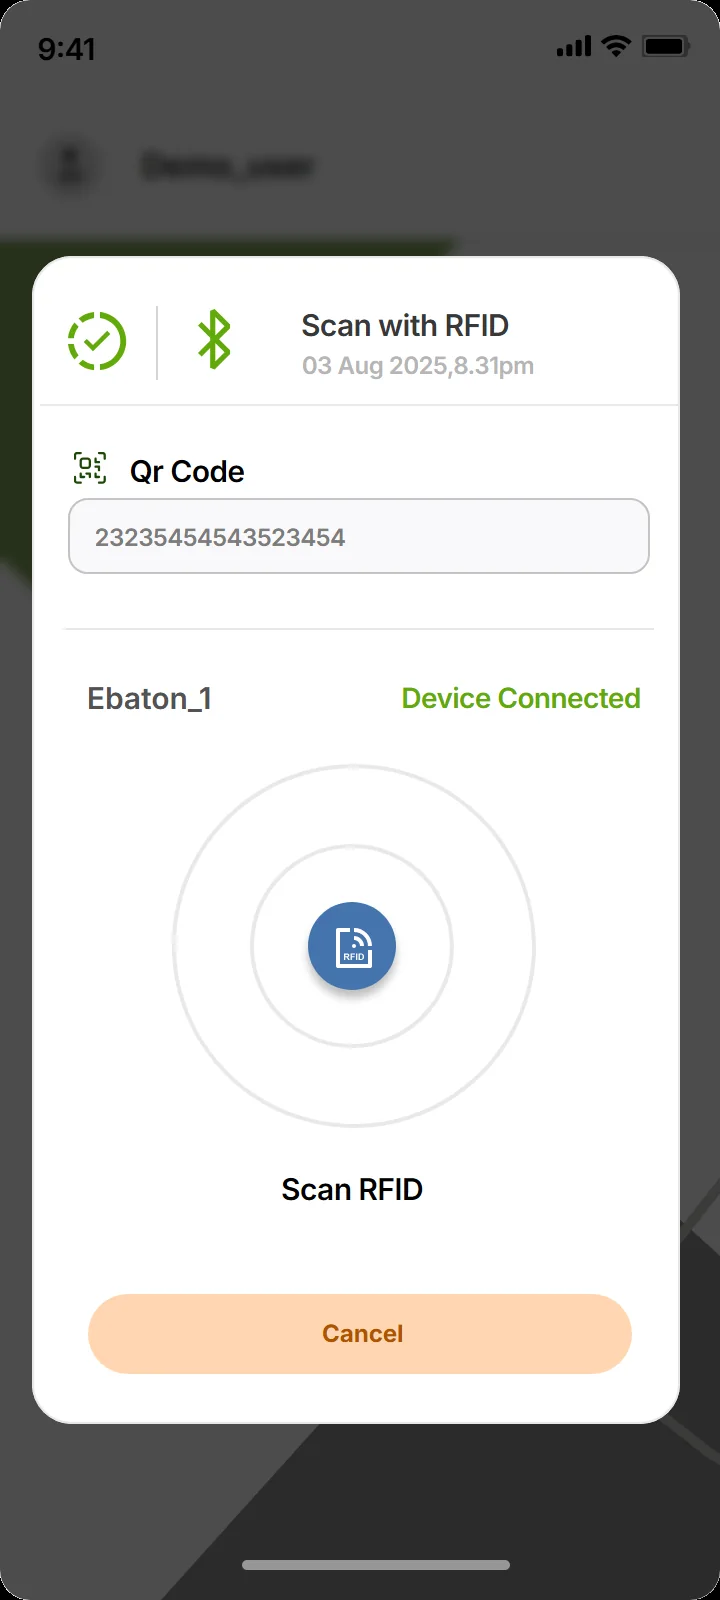 9:41
Demo_user
Scan with RFID
03 Aug 2025,8.31pm
Qr Code
23235454543523454
Ebaton_1
Device Connected
RFID
Scan RFID
Cancel